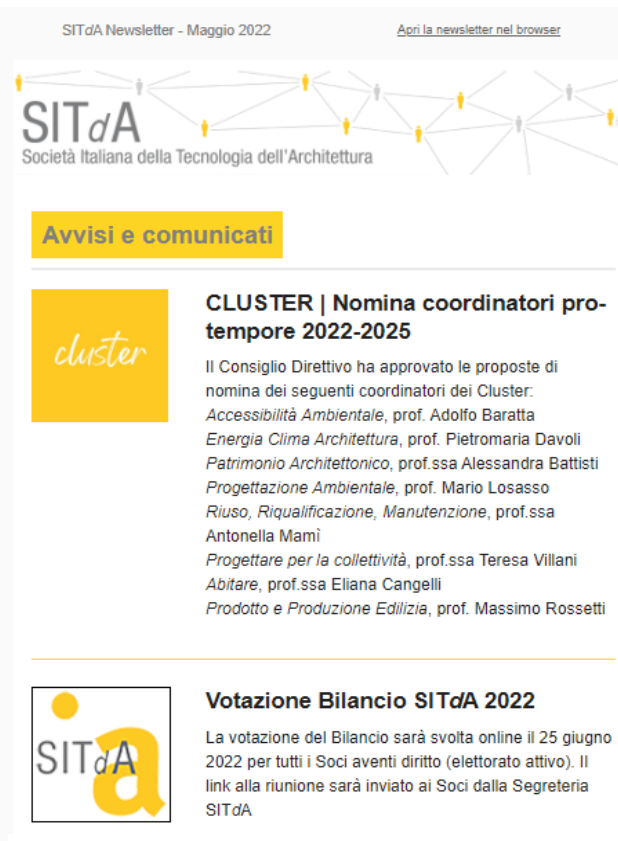 SITdA Newsletter - Maggio 2022
Apri la newsletter nel browser
SITdA
Società Italiana della Tecnologia dell'Architettura
Avvisi e comunicati
cluster
CLUSTER | Nomina coordinatori pro-
tempore 2022-2025
Il Consiglio Direttivo ha approvato le proposte di
nomina dei seguenti coordinatori dei Cluster:
Accessibilità Ambientale, prof. Adolfo Baratta
Energia Clima Architettura, prof. Pietromaria Davoli
Patrimonio Architettonico, prof.ssa Alessandra Battisti
Progettazione Ambientale, prof. Mario Losasso
Riuso, Riqualificazione, Manutenzione, prof.ssa
Antonella Mamì
Progettare per la collettività, prof.ssa Teresa Villani
Abitare, prof.ssa Eliana Cangelli
Prodotto e Produzione Edilizia, prof. Massimo Rossetti
SITdA
ia
Votazione Bilancio SITdA 2022
La votazione del Bilancio sarà svolta online il 25 giugno
2022 per tutti i Soci aventi diritto (elettorato attivo). Il
link alla riunione sarà inviato ai Soci dalla Segreteria
SITdA